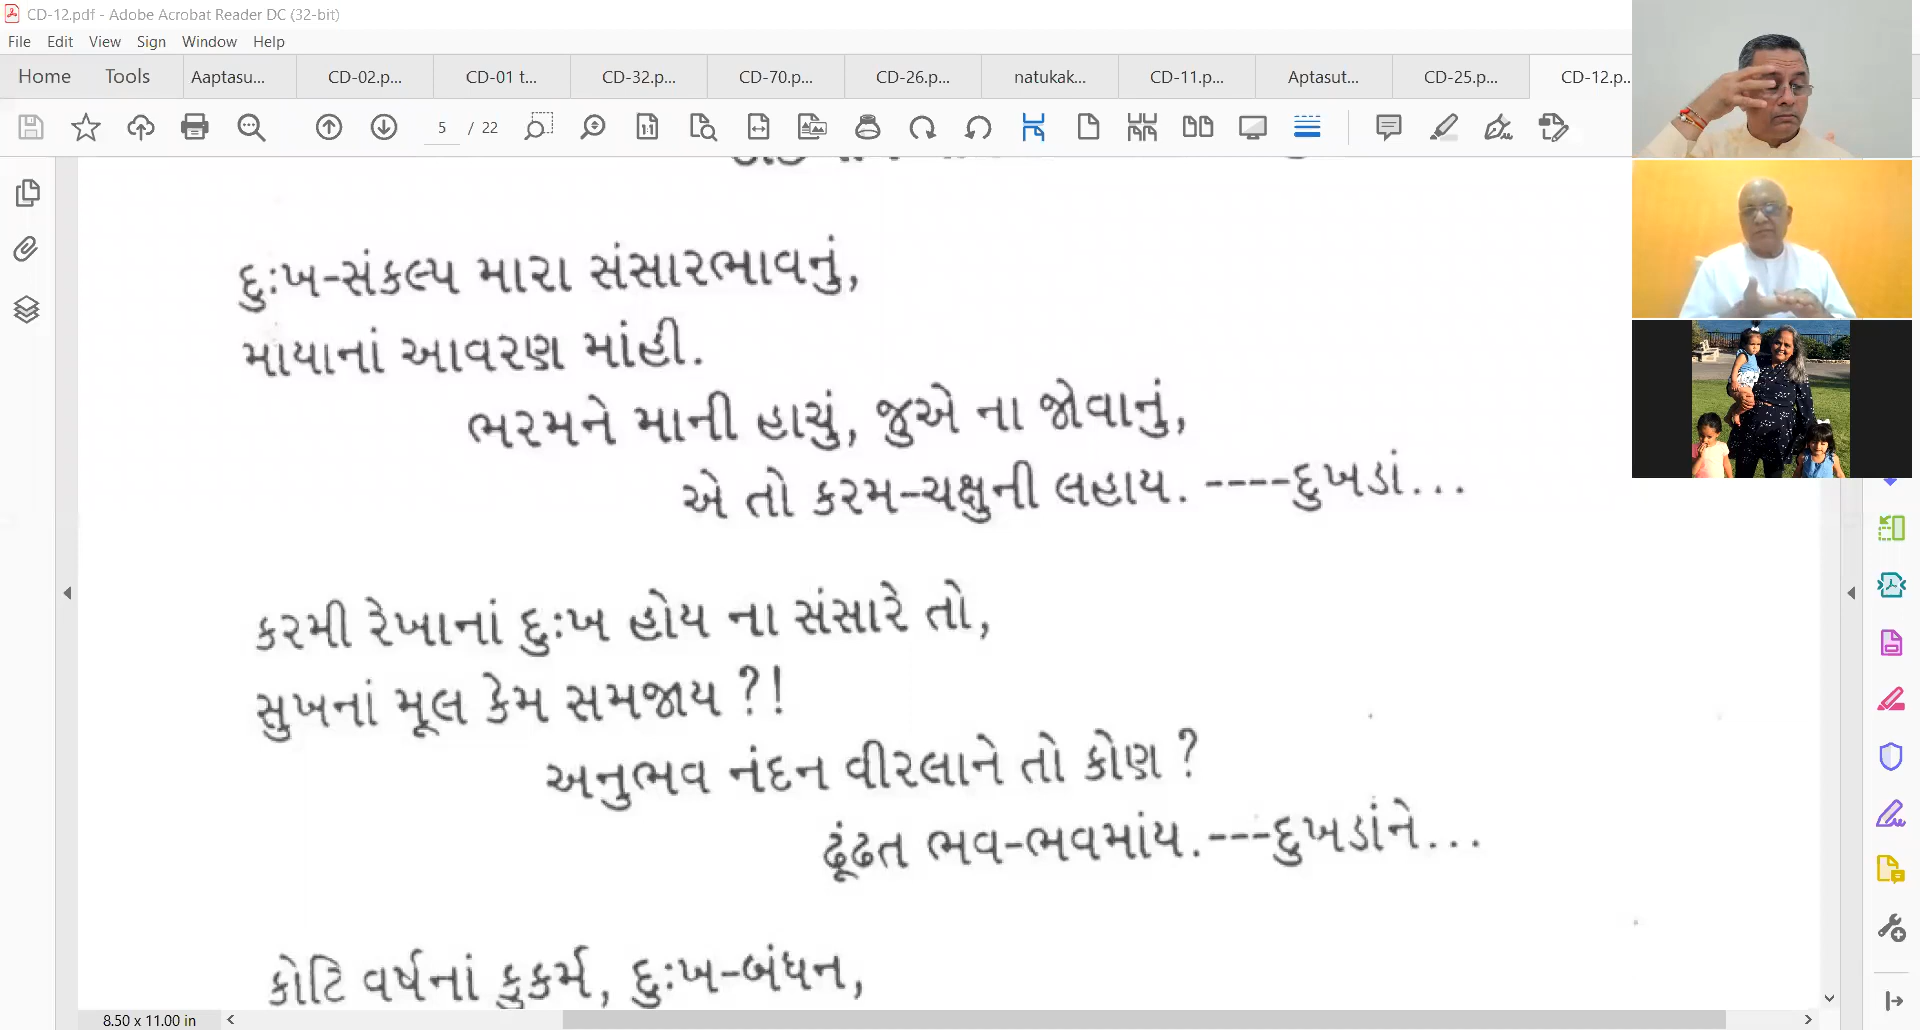 CD-12.pdf - Adobe Acrobat Reader DC (32-bit)
File Edit View Sign Window Help
Home Tools Aaptasu... CD-02.p... CD-01 t... CD-32.p... CD-70.p... CD-26.p... natukak... CD-11.p... Aptasut... CD-25.p... CD-12.p..
5 / 22
દુઃખ-સંકલ્પ મારા સંસારભાવનું,
માયાનાં આવરણ માંહી.
ભરમને માની હાચું, જુએ ના જોવાનું,
એ તો કરમ-ચક્ષુની લહાય. ----દુખડાં...
કરમી રેખાનાં દુઃખ હોય ના સંસારે તો,
સુખનાં મૂલ કેમ સમજાય ?!
અનુભવ નંદન વીરલાને તો કોણ ?
ઢૂંઢત ભવ-ભવમાંય.---દુખડાંને...
કોટિ વર્ષનાં કુકર્મ, દુઃખ-બંધન,
8.50 x 11.00 in